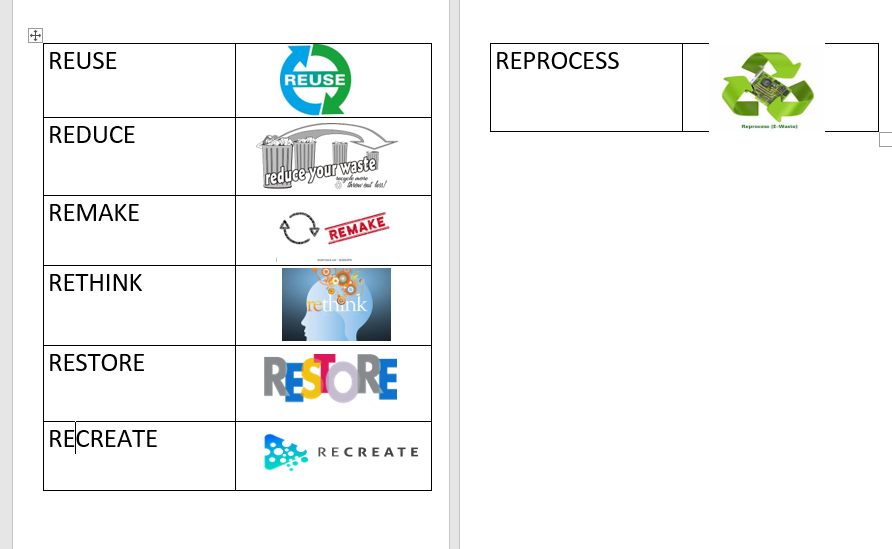 REUSE
REUSE
REDUCE
reduce your waste
recycle more
throw out less!
REMAKE
REMAKE
RETHINK
rethink
RESTORE
RESTORE
RECREATE
RECREATE
REPROCESS
Reprocess (E-Waste)